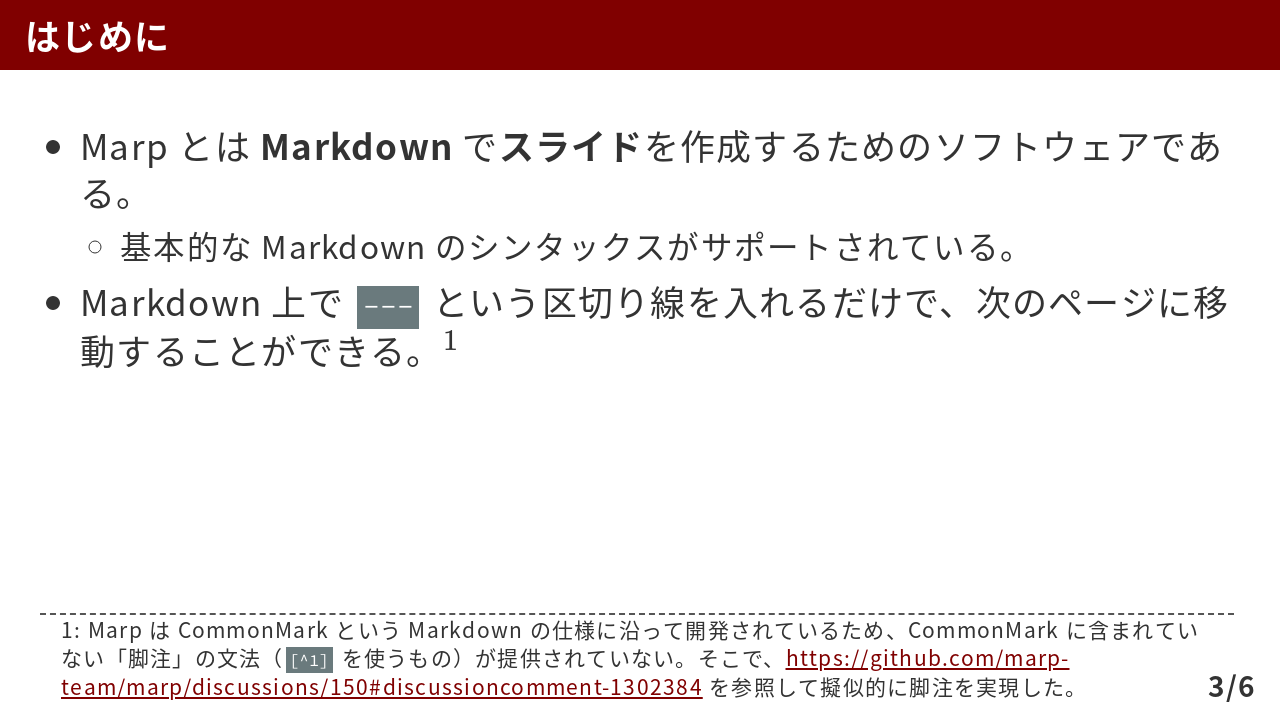 はじめに
Marp とは Markdown でスライドを作成するためのソフトウェアであ
る。
基本的な Markdown のシンタックスがサポートされている。
Markdown 上で --- という区切り線を入れるだけで、次のページに移
動することができる。1
1: Marp は CommonMark という Markdown の仕様に沿って開発されているため、CommonMark に含まれてい
ない「脚注」の文法（[^1] を使うもの）が提供されていない。そこで、https://github.com/marp-
team/marp/discussions/150#discussioncomment-1302384 を参照して擬似的に脚注を実現した。
3/6